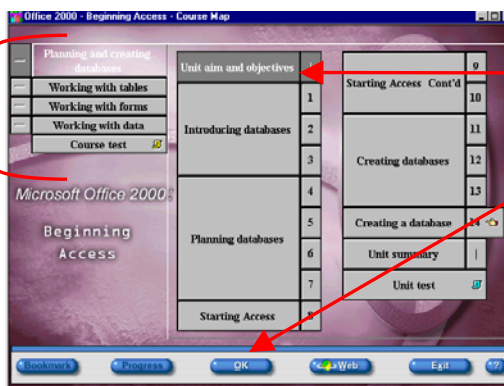 Office 2000 - Beginning Access - Course Map
Planning and creating
databases
Working with tables
Working with forms
Working with data
Course test
Microsoft Office 2000
Beginning
Access
Unit aim and objectives
Introducing databases
1
2
3
Planning databases
4
5
6
7
Starting Access
8
Starting Access Cont'd
9
10
Creating databases
11
12
13
Creating a database
14
Unit summary
Unit test
Bookmark
Progress
OK
Web
Exit
?